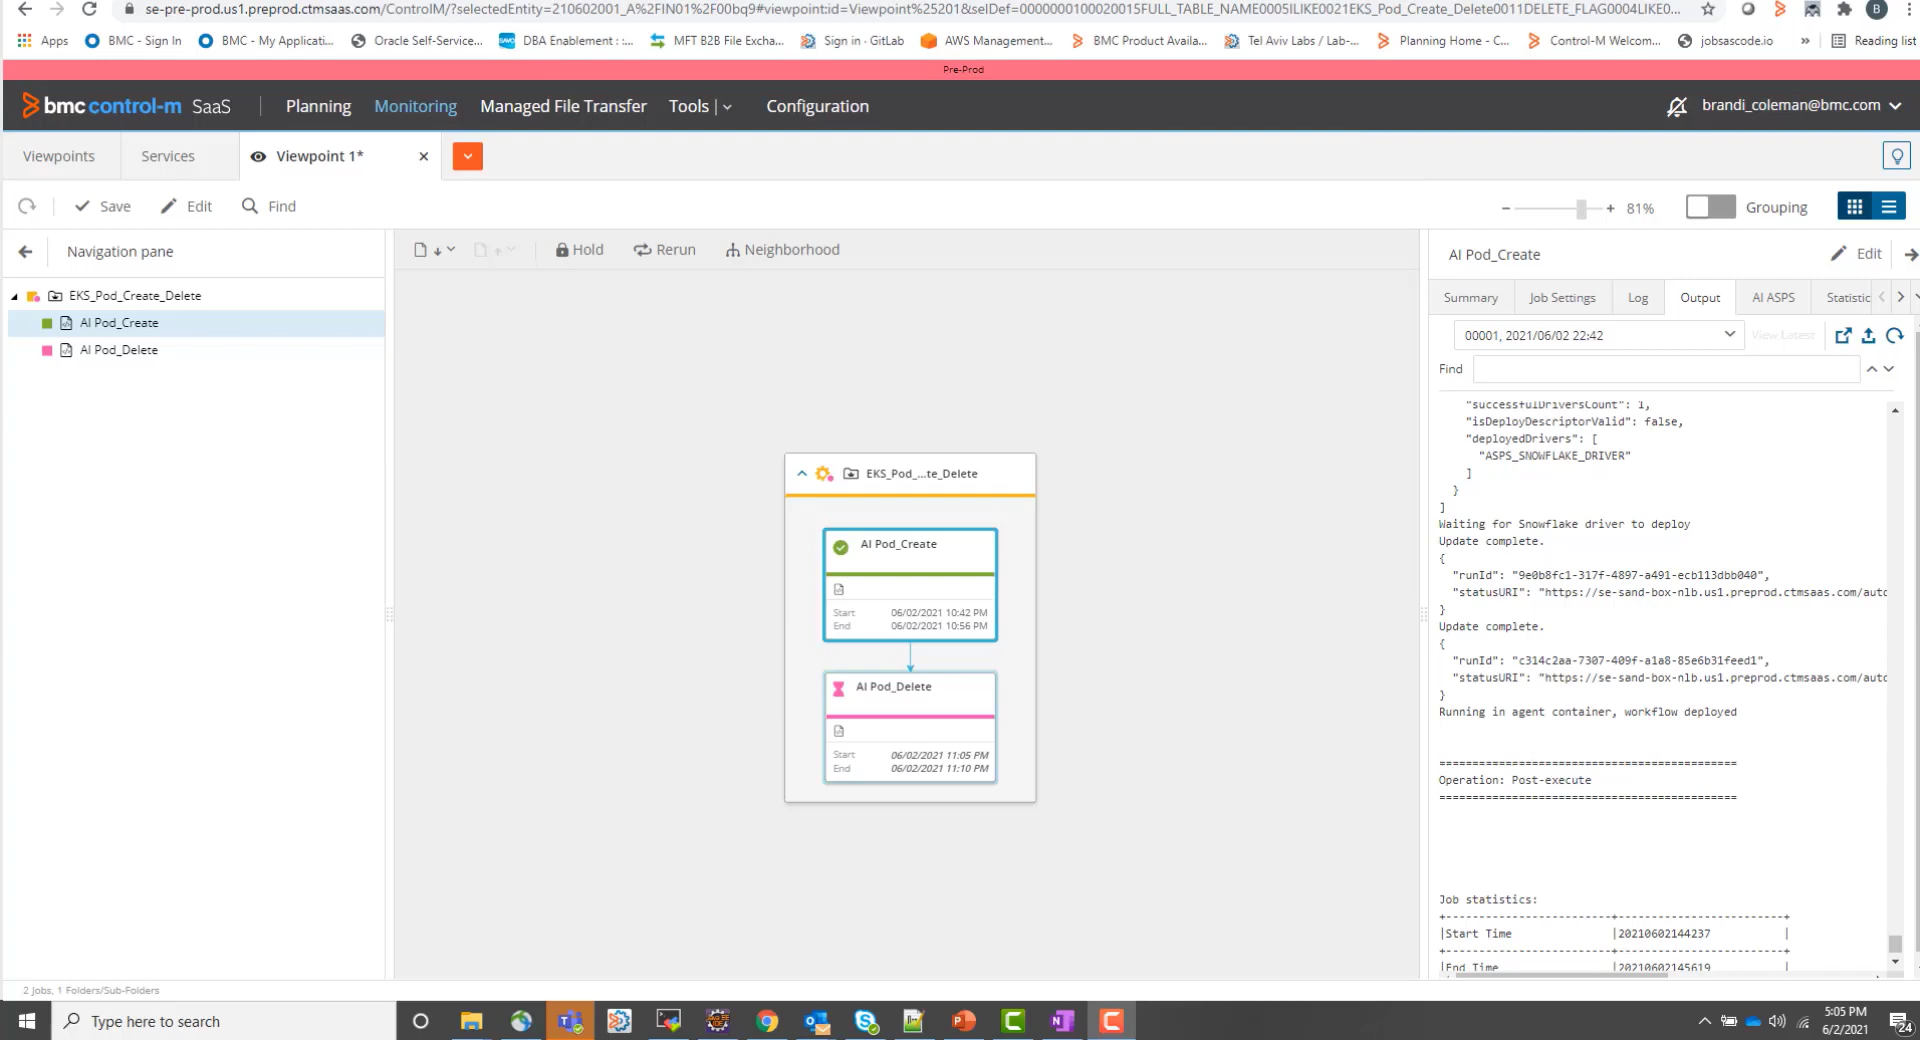 se-pre-prod.us1.preprod.ctmsaas.com/ControlM/?selectedEntity=210602001_A%2FIN01%2F00bq9#viewpoint:id=Viewpoint%25201&selDef=0000000100020015FULL_TABLE_NAME0005ILIKE0021EKS_Pod_Create_Delete0011DELETE_FLAG0004LIKE0...
B
Apps
BMC - Sign In
BMC - My Applicati...
Oracle Self-Service...
DBA Enablement : :...
MFT B2B File Excha...
Sign in · GitLab
AWS Management...
BMC Product Availa...
Tel Aviv Labs / Lab-...
Planning Home - C...
Control-M Welcom...
jobsascode.io
»
Reading list
Pre-Prod
bmc control-m SaaS
Planning
Monitoring
Managed File Transfer
Tools
Configuration
brandi_coleman@bmc.com
Viewpoints
Services
Viewpoint 1*
Save
Edit
Find
81%
Grouping
Navigation pane
Hold
Rerun
Neighborhood
AI Pod_Create
Edit
EKS_Pod_Create_Delete
AI Pod_Create
AI Pod_Delete
Summary
Job Settings
Log
Output
AI ASPS
Statistic
00001, 2021/06/02 22:42
View Latest
Find
"successfulDriversCount": 1,
"isDeployDescriptorValid": false,
"deployedDrivers": [
"ASPS_SNOWFLAKE_DRIVER"
]
}
]
Waiting for Snowflake driver to deploy
Update complete.
{
"runId": "9e0b8fc1-317f-4897-a491-ecb113dbb040",
"statusURI": "https://se-sand-box-nlb.us1.preprod.ctmsaas.com/auto
}
Update complete.
{
"runId": "c314c2aa-7307-409f-a1a8-85e6b31feed1",
"statusURI": "https://se-sand-box-nlb.us1.preprod.ctmsaas.com/auto
}
Running in agent container, workflow deployed
=============================================
Operation: Post-execute
=============================================
Job statistics:
+-------------------------+-------------------------+
|Start Time |20210602144237 |
+-------------------------+-------------------------+
|End Time |20210602145619 |
EKS_Pod_...te_Delete
AI Pod_Create
Start 06/02/2021 10:42 PM
End 06/02/2021 10:56 PM
AI Pod_Delete
Start 06/02/2021 11:05 PM
End 06/02/2021 11:10 PM
2 Jobs, 1 Folders/Sub-Folders
Type here to search
5:05 PM
6/2/2021
24